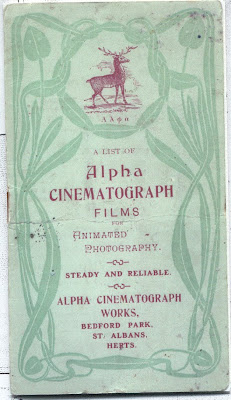 A LIST OF
Alpha
CINEMATOGRAPH
FILMS
FOR
ANIMATED
PHOTOGRAPHY.
STEADY AND RELIABLE.
ALPHA CINEMATOGRAPH
WORKS,
BEDFORD PARK,
ST. ALBANS,
HERTS.